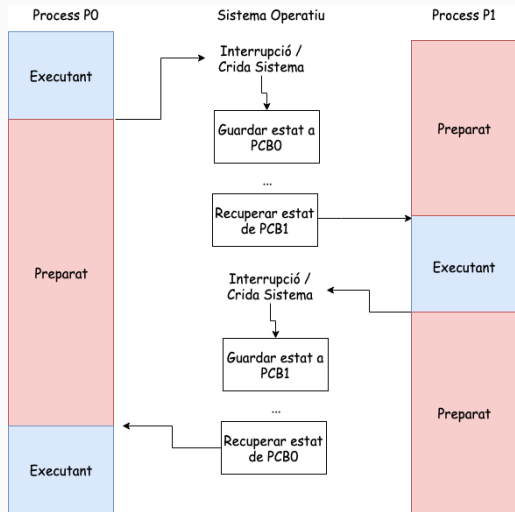 Process P0
Sistema Operatiu
Process P1
Executant
Interrupció /
Crida Sistema
Preparat
Guardar estat a
PCB0
...
Recuperar estat
de PCB1
Preparat
Executant
Interrupció /
Crida Sistema
Guardar estat a
PCB1
...
Preparat
Recuperar estat
de PCB0
Executant